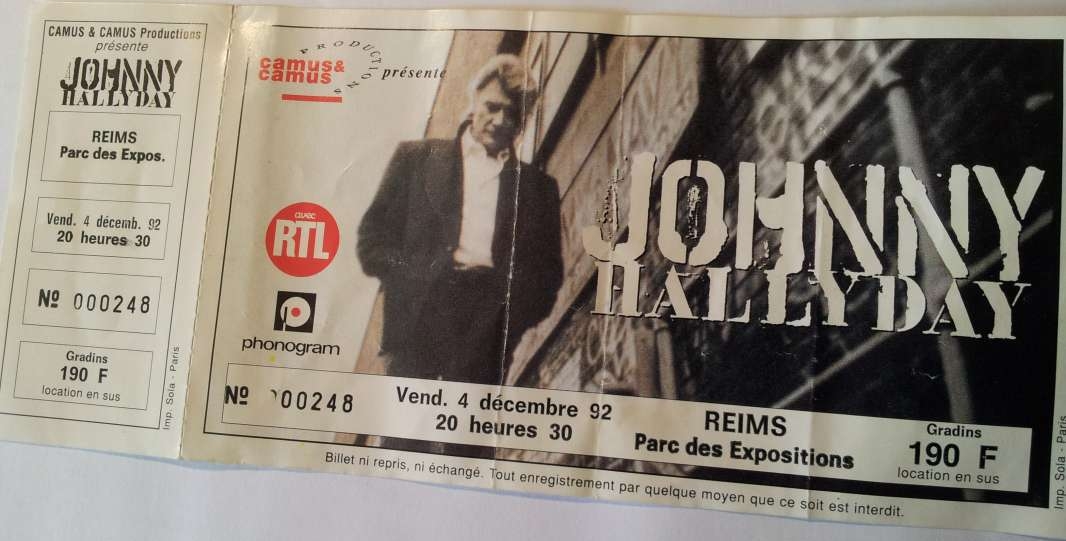 CAMUS & CAMUS Productions
présente
JOHNNY
HALLYDAY
REIMS
Parc des Expos.
Vend. 4 décemb. 92
20 heures 30
Nº 000248
Gradins
190 F
location en sus
Imp. Sola - Paris
camus&
camus
PRODUCTIONS
présente
avec
RTL
phonogram
JOHNNY
HALLYDAY
Nº 000248
Vend. 4 décembre 92
20 heures 30
REIMS
Parc des Expositions
Gradins
190 F
location en sus
Billet ni repris, ni échangé. Tout enregistrement par quelque moyen que ce soit est interdit.
Imp. Sola - Paris